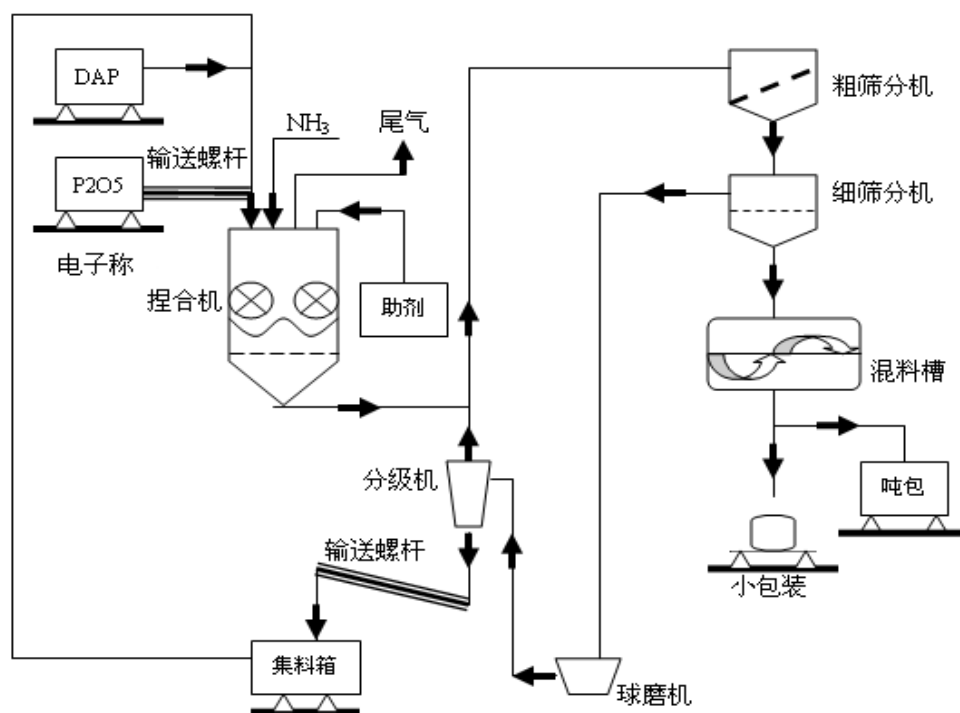 DAP
NH3
尾气
粗筛分机
输送螺杆
P2O5
细筛分机
电子称
捏合机
助剂
混料槽
分级机
吨包
输送螺杆
小包装
集料箱
球磨机